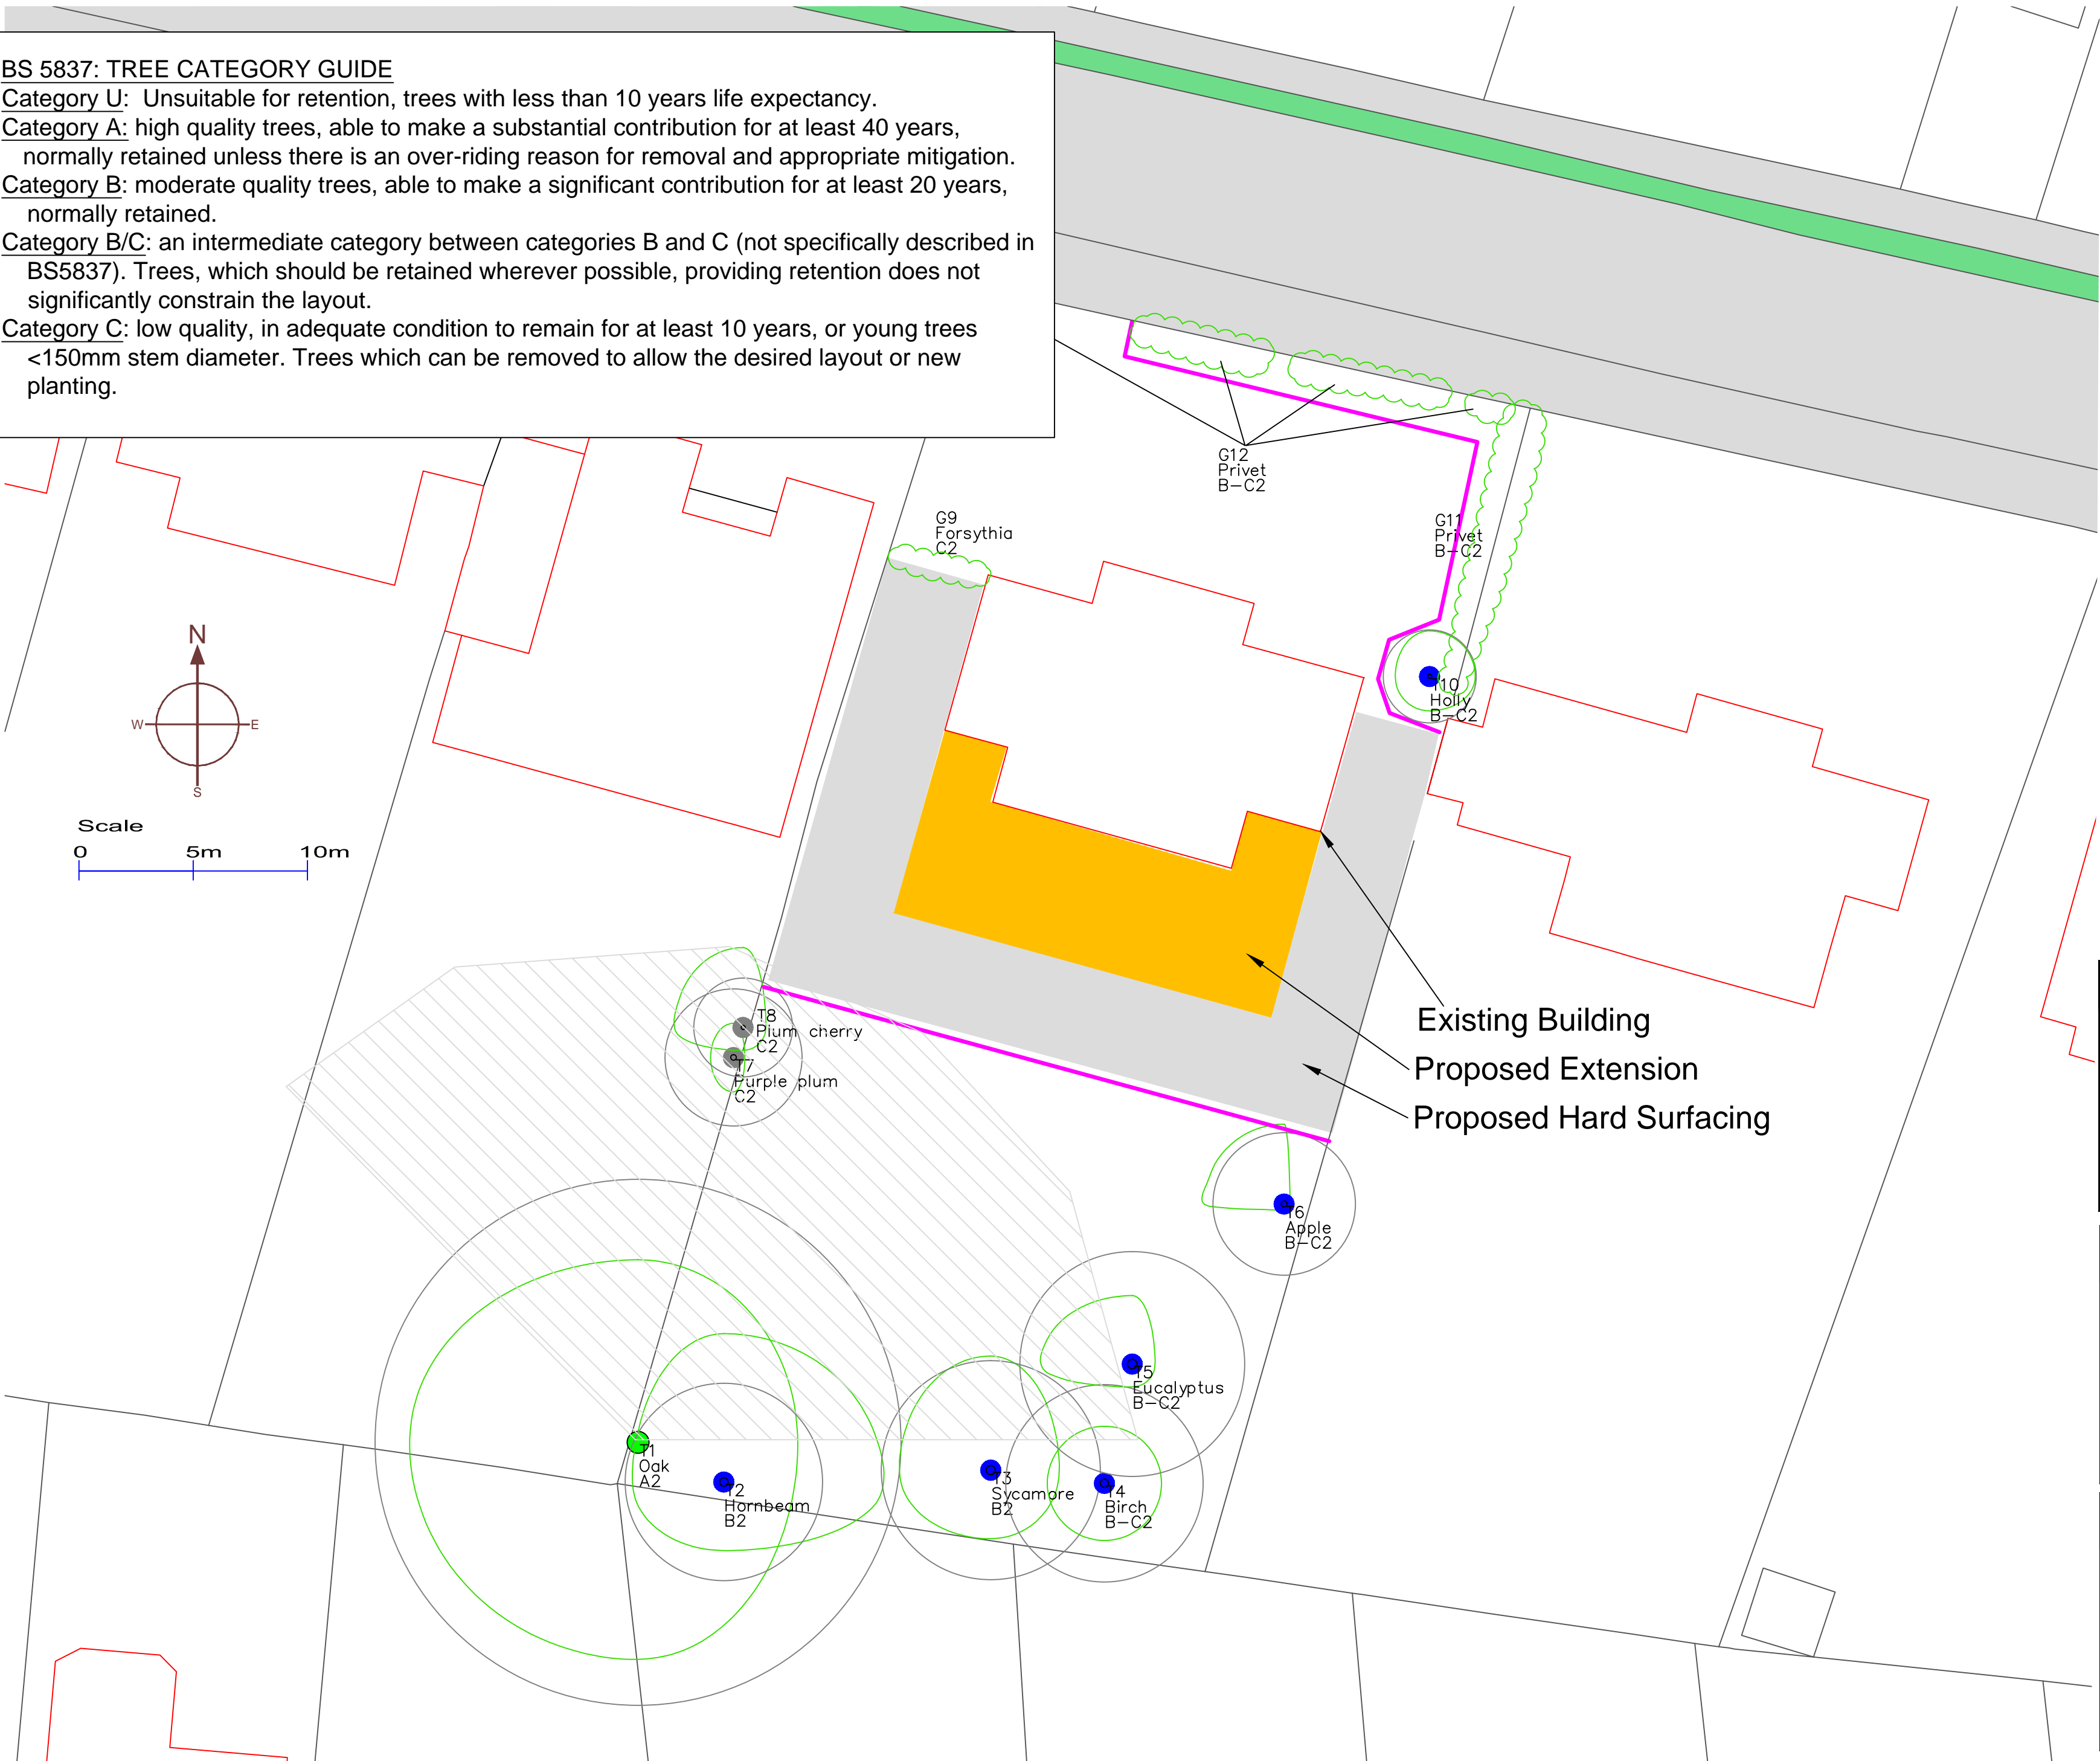 BS 5837: TREE CATEGORY GUIDE
Category U:  Unsuitable for retention, trees with less than 10 years life expectancy.
Category A: high quality trees, able to make a substantial contribution for at least 40 years,
normally retained unless there is an over-riding reason for removal and appropriate mitigation.
Category B: moderate quality trees, able to make a significant contribution for at least 20 years,
normally retained.
Category B/C: an intermediate category between categories B and C (not specifically described in
BS5837). Trees, which should be retained wherever possible, providing retention does not
significantly constrain the layout.
Category C: low quality, in adequate condition to remain for at least 10 years, or young trees
<150mm stem diameter. Trees which can be removed to allow the desired layout or new
planting.
G12
Privet
B-C2
G9
Forsythia
C2
G11
Privet
B-C2
N
W
E
S
T10
Holly
B-C2
Scale
0 5m 10m
Existing Building
Proposed Extension
Proposed Hard Surfacing
T8
Plum cherry
C2
T7
Purple plum
C2
T6
Apple
B-C2
T5
Eucalyptus
B-C2
T1
Oak
A2
T2
Hornbeam
B2
T3
Sycamore
B2
T4
Birch
B-C2